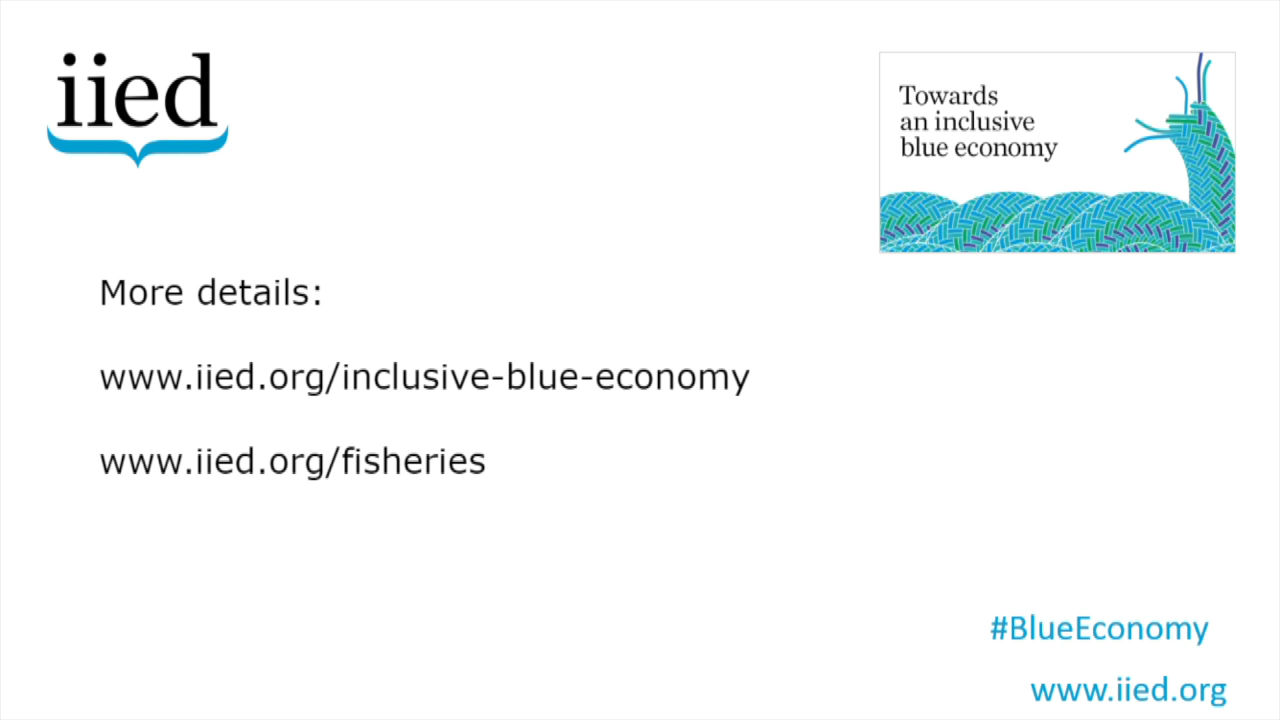 iied
Towards
an inclusive
blue economy
More details:
www.iied.org/inclusive-blue-economy
www.iied.org/fisheries
#BlueEconomy
www.iied.org